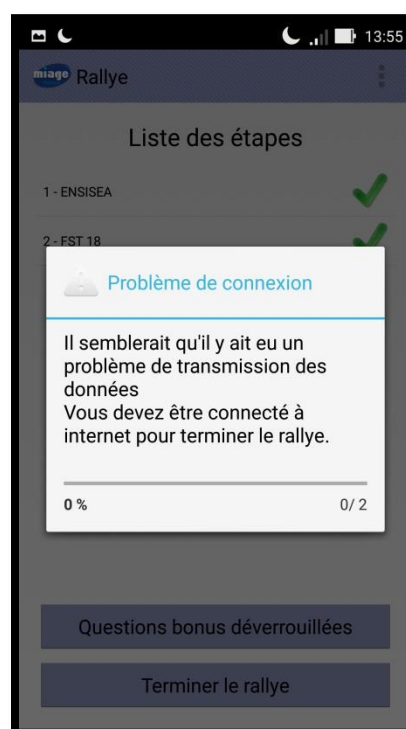 13:55
miage Rallye
Liste des étapes
1 - ENSISEA
2 - FST 18
Problème de connexion
Il semblerait qu'il y ait eu un
problème de transmission des
données
Vous devez être connecté à
internet pour terminer le rallye.
0 % 0/ 2
Questions bonus déverrouillées
Terminer le rallye